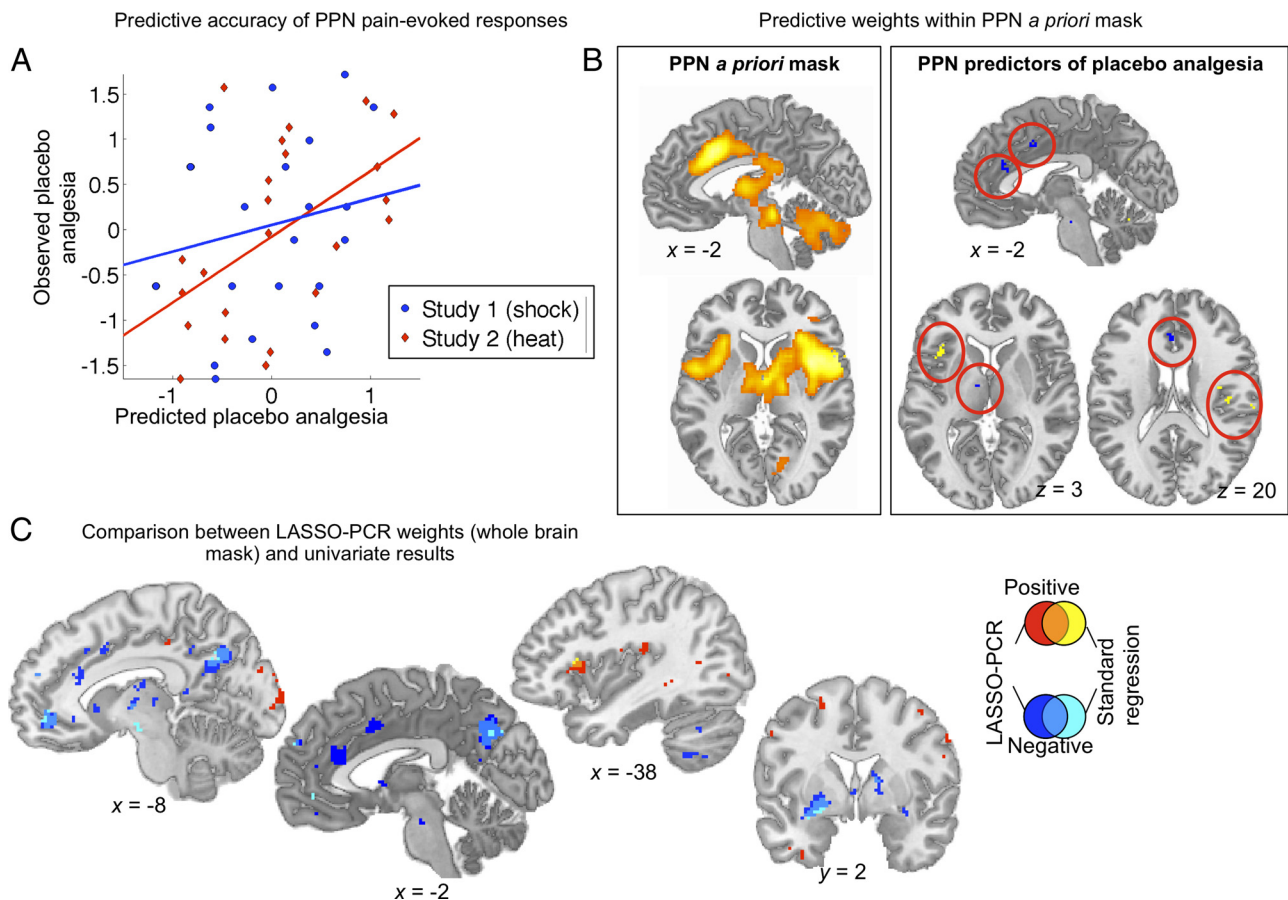 Predictive accuracy of PPN pain-evoked responses
Predictive weights within PPN a priori mask
A
Observed placebo
analgesia
1.5
1
0.5
0
-0.5
-1
-1.5
-1
0
1
Predicted placebo analgesia
Study 1 (shock)
Study 2 (heat)
B
PPN a priori mask
x = -2
PPN predictors of placebo analgesia
x = -2
z = 3
z = 20
C
Comparison between LASSO-PCR weights (whole brain
mask) and univariate results
x = -8
x = -2
x = -38
y = 2
Positive
LASSO-PCR
Standard
regression
Negative